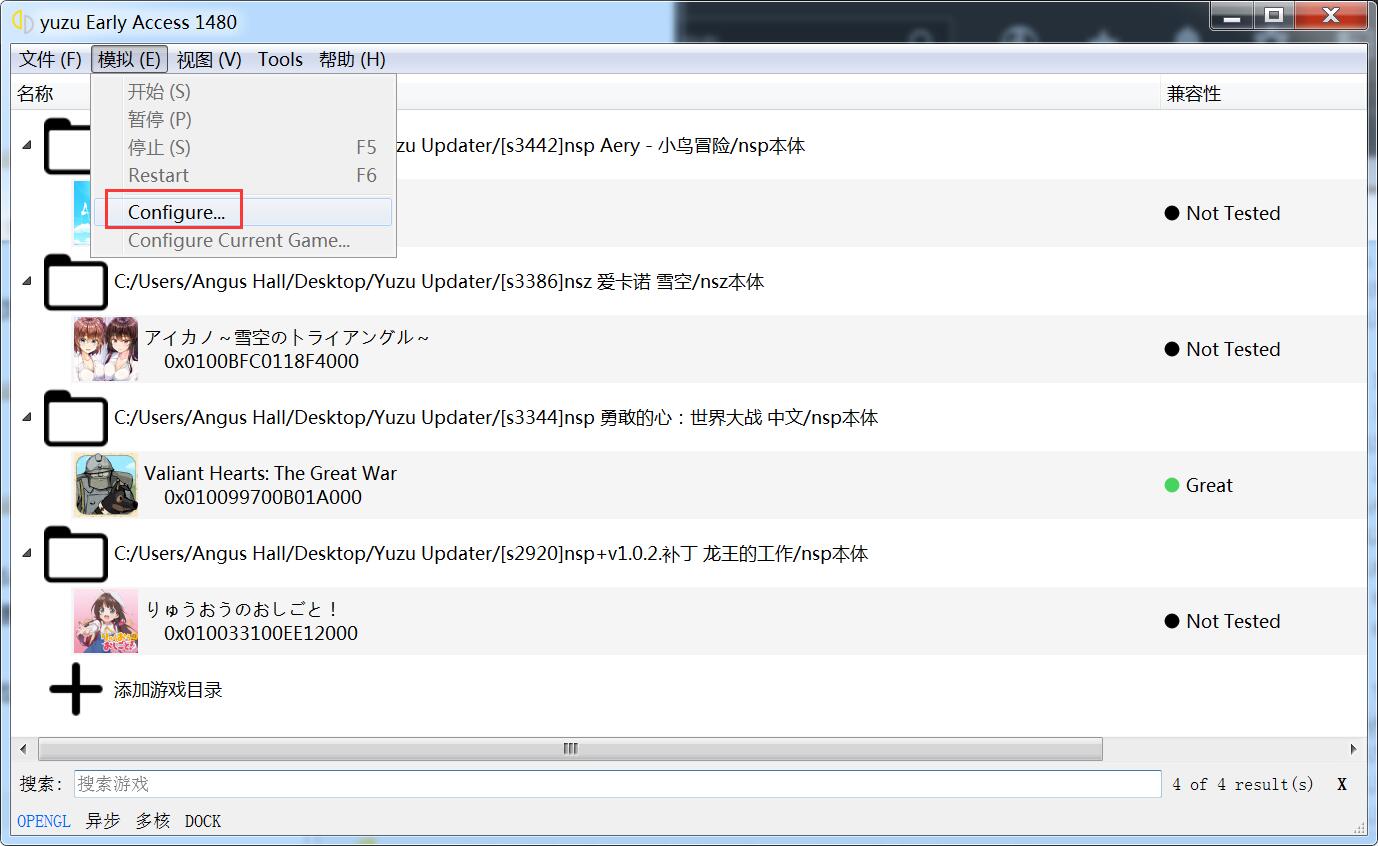 yuzu Early Access 1480
文件 (F) 模拟 (E) 视图 (V) Tools 帮助 (H)
名称 兼容性
开始 (S)
暂停 (P)
停止 (S) F5
Restart F6
Configure...
Configure Current Game...
zu Updater/[s3442]nsp Aery - 小鸟冒险/nsp本体
Not Tested
C:/Users/Angus Hall/Desktop/Yuzu Updater/[s3386]nsz 爱卡诺 雪空/nsz本体
アイカノ～雪空のトライアングル～
0x0100BFC0118F4000
Not Tested
C:/Users/Angus Hall/Desktop/Yuzu Updater/[s3344]nsp 勇敢的心：世界大战 中文/nsp本体
Valiant Hearts: The Great War
0x010099700B01A000
Great
C:/Users/Angus Hall/Desktop/Yuzu Updater/[s2920]nsp+v1.0.2.补丁 龙王的工作/nsp本体
りゅうおうのおしごと！
0x010033100EE12000
Not Tested
添加游戏目录
搜索： 搜索游戏 4 of 4 result(s) X
OPENGL 异步 多核 DOCK